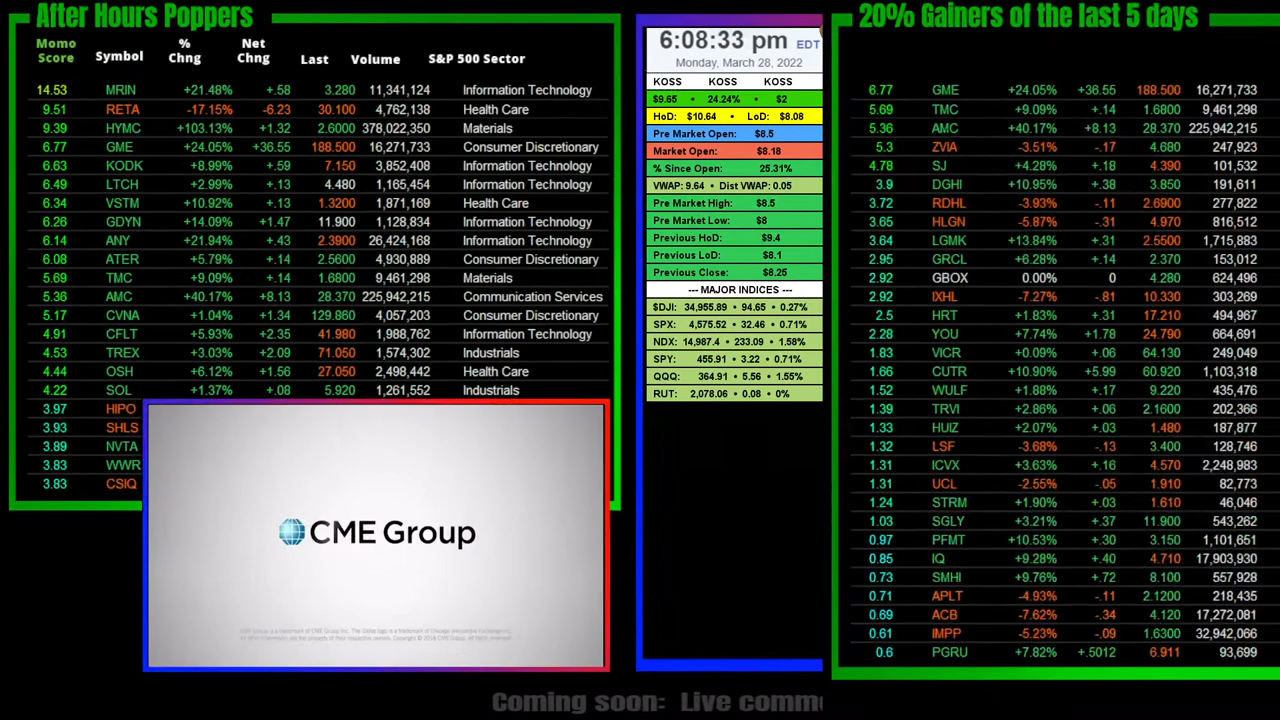 After Hours Poppers
Momo Score Symbol % Chng Net Chng Last Volume S&P 500 Sector
14.53 MRIN +21.48% +.58 3.280 11,341,124 Information Technology
9.51 RETA -17.15% -6.23 30.100 4,762,138 Health Care
9.39 HYMC +103.13% +1.32 2.6000 378,022,350 Materials
6.77 GME +24.05% +36.55 188.500 16,271,733 Consumer Discretionary
6.63 KODK +8.99% +.59 7.150 3,852,408 Information Technology
6.49 LTCH +2.99% +.13 4.480 1,165,454 Information Technology
6.34 VSTM +10.92% +.13 1.3200 1,871,169 Health Care
6.26 GDYN +14.09% +1.47 11.900 1,128,834 Information Technology
6.14 ANY +21.94% +.43 2.3900 26,424,168 Information Technology
6.08 ATER +5.79% +.14 2.5600 4,930,889 Consumer Discretionary
5.69 TMC +9.09% +.14 1.6800 9,461,298 Materials
5.36 AMC +40.17% +8.13 28.370 225,942,215 Communication Services
5.17 CVNA +1.04% +1.34 129.860 4,057,203 Consumer Discretionary
4.91 CFLT +5.93% +2.35 41.980 1,988,762 Information Technology
4.53 TREX +3.03% +2.09 71.050 1,574,302 Industrials
4.44 OSH +6.12% +1.56 27.050 2,498,442 Health Care
4.22 SOL +1.37% +.08 5.920 1,261,552 Industrials
3.97 HIPO
3.93 SHLS
3.89 NVTA
3.83 WWR
3.83 CSIQ
CME Group
6:08:33 pm EDT
Monday, March 28, 2022
KOSS KOSS KOSS
$9.65 • 24.24% • $2
HoD: $10.64 • LoD: $8.08
Pre Market Open: $8.5
Market Open: $8.18
% Since Open: 25.31%
VWAP: 9.64 • Dist VWAP: 0.05
Pre Market High: $8.5
Pre Market Low: $8
Previous HoD: $9.4
Previous LoD: $8.1
Previous Close: $8.25
--- MAJOR INDICES ---
$DJI: 34,955.89 • 94.65 • 0.27%
SPX: 4,575.52 • 32.46 • 0.71%
NDX: 14,987.4 • 233.09 • 1.58%
SPY: 455.91 • 3.22 • 0.71%
QQQ: 364.91 • 5.56 • 1.55%
RUT: 2,078.06 • 0.08 • 0%
20% Gainers of the last 5 days
6.77 GME +24.05% +36.55 188.500 16,271,733
5.69 TMC +9.09% +.14 1.6800 9,461,298
5.36 AMC +40.17% +8.13 28.370 225,942,215
5.3 ZVIA -3.51% -.17 4.680 247,923
4.78 SJ +4.28% +.18 4.390 101,532
3.9 DGHI +10.95% +.38 3.850 191,611
3.72 RDHL -3.93% -.11 2.6900 277,822
3.65 HLGN -5.87% -.31 4.970 816,512
3.64 LGMK +13.84% +.31 2.5500 1,715,883
2.95 GRCL +6.28% +.14 2.370 153,012
2.92 GBOX 0.00% 0 4.280 624,496
2.92 IXHL -7.27% -.81 10.330 303,269
2.5 HRT +1.83% +.31 17.210 494,967
2.28 YOU +7.74% +1.78 24.790 664,691
1.83 VICR +0.09% +.06 64.130 249,049
1.66 CUTR +10.90% +5.99 60.920 1,103,318
1.52 WULF +1.88% +.17 9.220 435,476
1.39 TRVI +2.86% +.06 2.1600 202,366
1.33 HUIZ +2.07% +.03 1.480 187,877
1.32 LSF -3.68% -.13 3.400 128,746
1.31 ICVX +3.63% +.16 4.570 2,248,983
1.31 UCL -2.55% -.05 1.910 82,773
1.24 STRM +1.90% +.03 1.610 46,046
1.03 SGLY +3.21% +.37 11.900 543,262
0.97 PFMT +10.53% +.30 3.150 1,101,651
0.85 IQ +9.28% +.40 4.710 17,903,930
0.73 SMHI +9.76% +.72 8.100 557,928
0.71 APLT -4.93% -.11 2.1200 218,435
0.69 ACB -7.62% -.34 4.120 17,272,081
0.61 IMPP -5.23% -.09 1.6300 32,942,066
0.6 PGRU +7.82% +.5012 6.911 93,699
Coming soon: Live comm